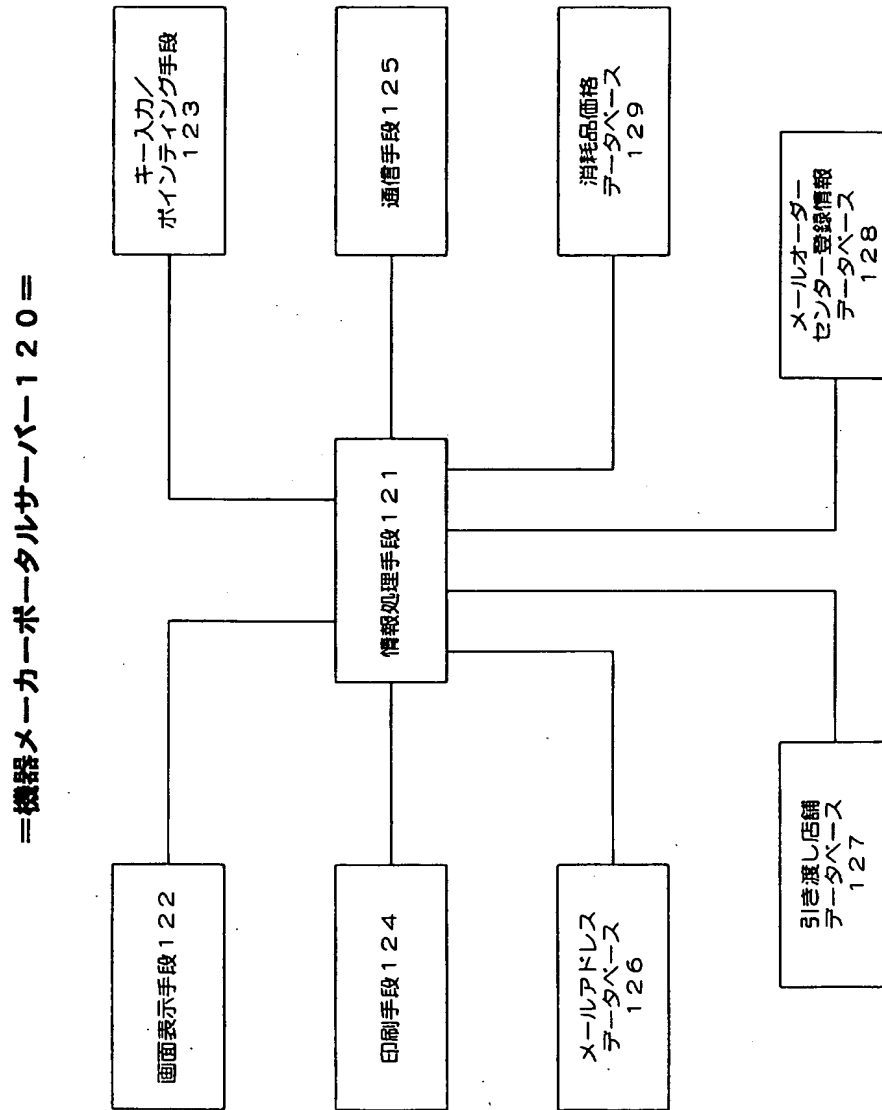 =機器メーカーポータルサーバー120=
画面表示手段122
キー入力/
ポインティング手段
123
印刷手段124
情報処理手段121
通信手段125
メールアドレス
データベース
126
消耗品価格
データベース
129
引き渡し店舗
データベース
127
メールオーダー
センター登録情報
データベース
128